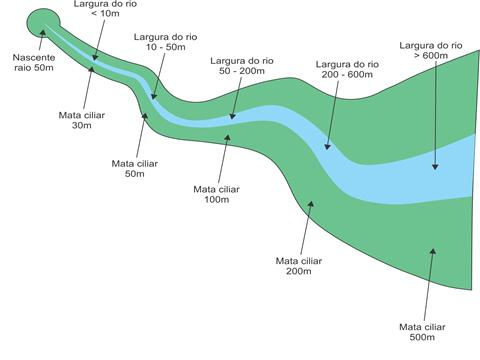 Largura do rio
< 10m
Largura do rio
10 - 50m
Largura do rio
50 - 200m
Largura do rio
200 - 600m
Largura do rio
> 600m
Nascente
raio 50m
Mata ciliar
30m
Mata ciliar
50m
Mata ciliar
100m
Mata ciliar
200m
Mata ciliar
500m